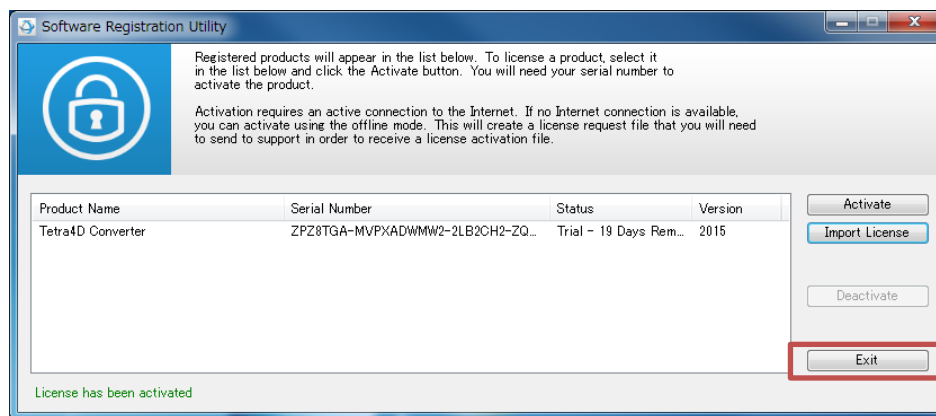 Software Registration Utility
Registered products will appear in the list below. To license a product, select it
in the list below and click the Activate button. You will need your serial number to
activate the product.
Activation requires an active connection to the Internet. If no Internet connection is available,
you can activate using the offline mode. This will create a license request file that you will need
to send to support in order to receive a license activation file.
Product Name Serial Number Status Version
Tetra4D Converter ZPZ8TGA-MVPXADWMW2-2LB2CH2-ZQ... Trial - 19 Days Rem... 2015
Activate
Import License
Deactivate
Exit
License has been activated